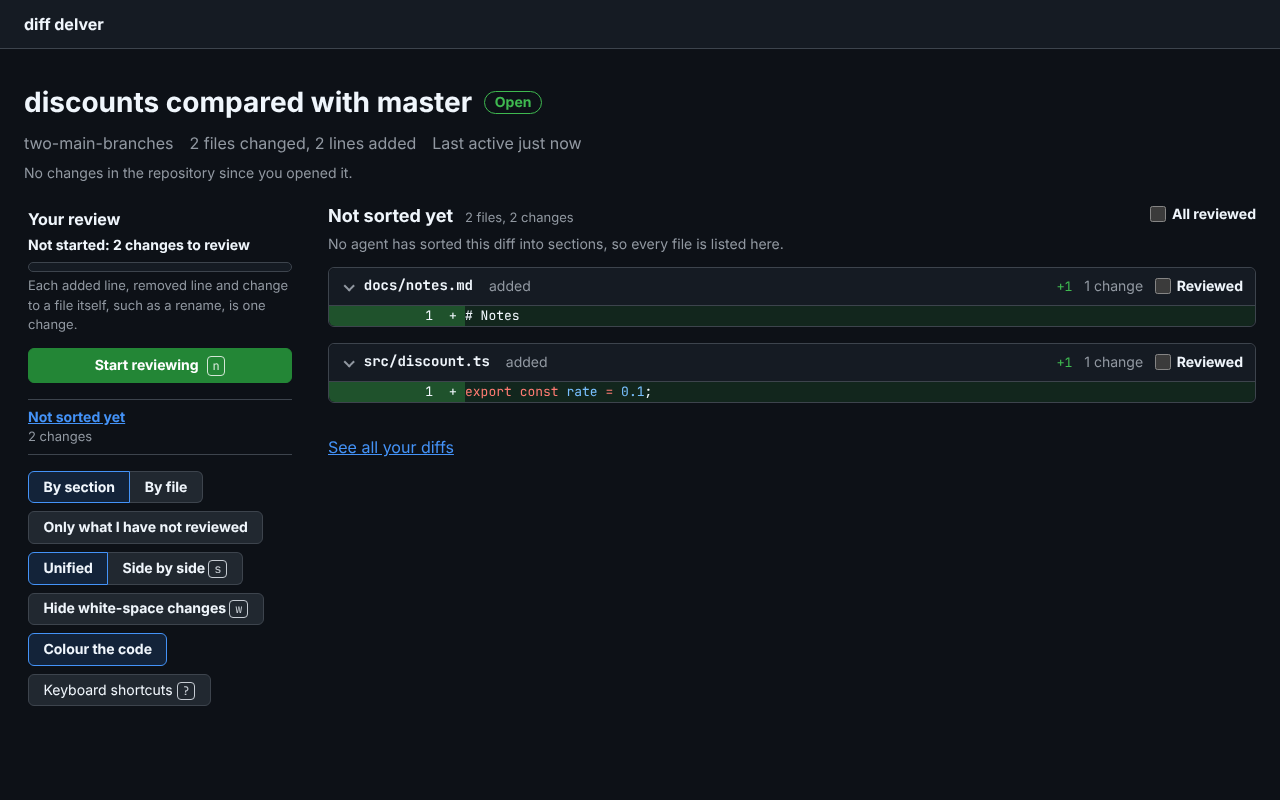 diff delver
discounts compared with master Open
two-main-branches 2 files changed, 2 lines added Last active just now
No changes in the repository since you opened it.
Your review
Not started: 2 changes to review
Each added line, removed line and change
to a file itself, such as a rename, is one
change.
Start reviewing n
Not sorted yet
2 changes
By section By file
Only what I have not reviewed
Unified Side by side s
Hide white-space changes w
Colour the code
Keyboard shortcuts ?
Not sorted yet 2 files, 2 changes All reviewed
No agent has sorted this diff into sections, so every file is listed here.
docs/notes.md added +1 1 change Reviewed
1 + # Notes
src/discount.ts added +1 1 change Reviewed
1 + export const rate = 0.1;
See all your diffs